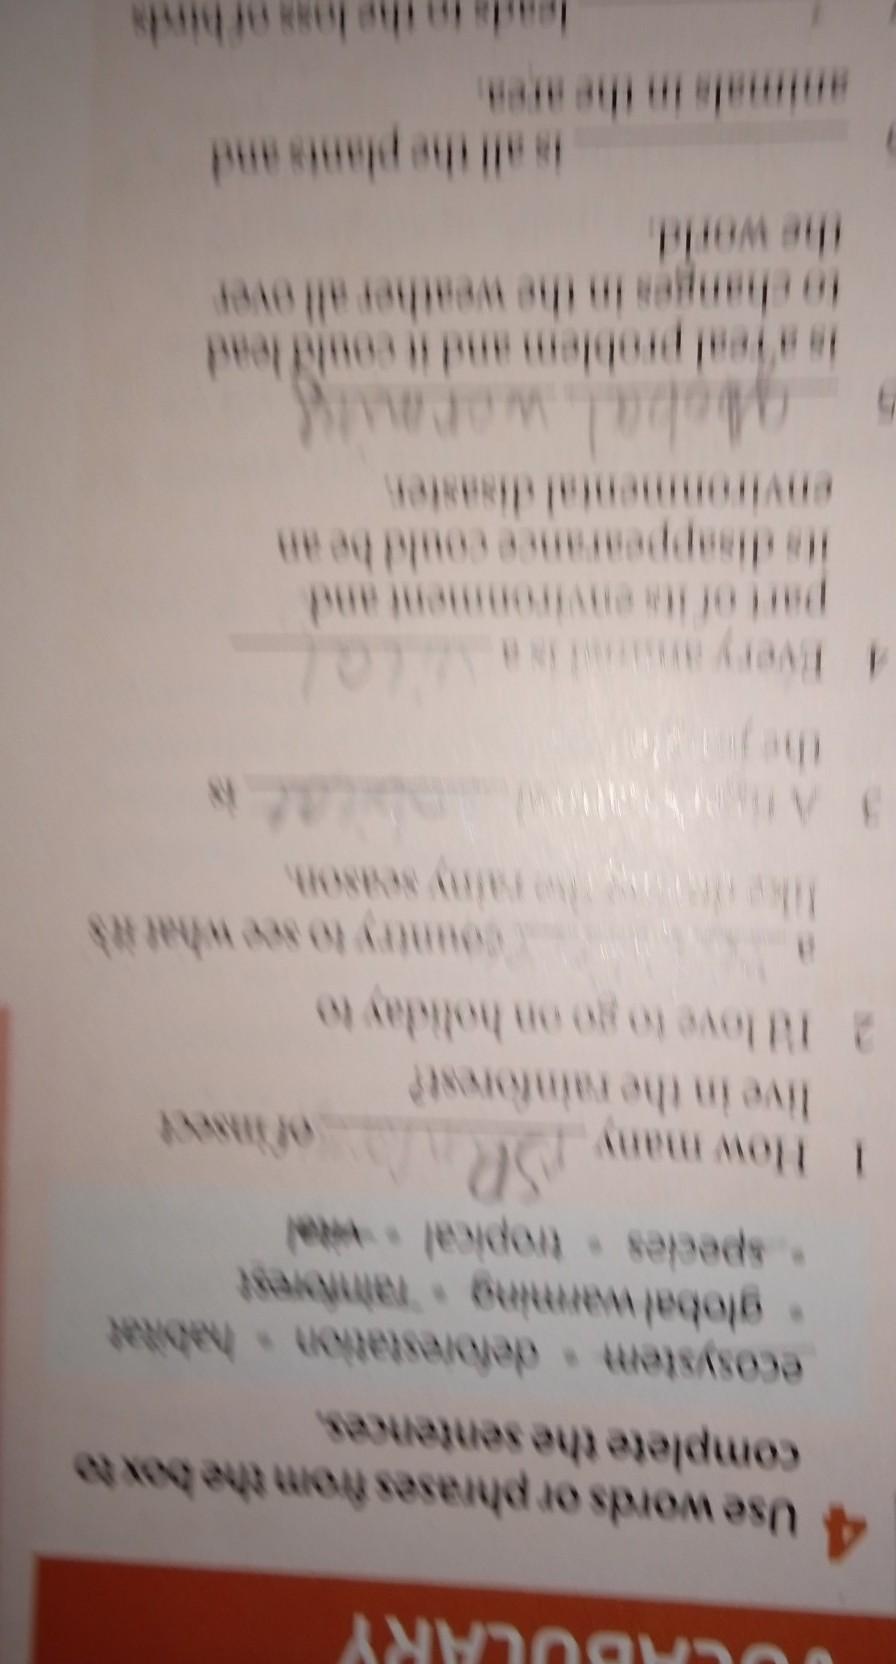 VOCABULARY
4 Use words or phrases from the box to
complete the sentences.
ecosystem • deforestation • habitat
• global warming • rainforest
• species • tropical • vital
1 How many of insect
live in the rainforest?
2 I'd love to go on holiday to
a country to see what it's
like during the rainy season.
3 A is
the
4 Every animal is a vital
part of its environment and
its disappearance could be an
environmental disaster.
5
is a real problem and it could lead
to changes in the weather all over
the world.
is all the plants and
animals in the area.
leads to the loss of birds